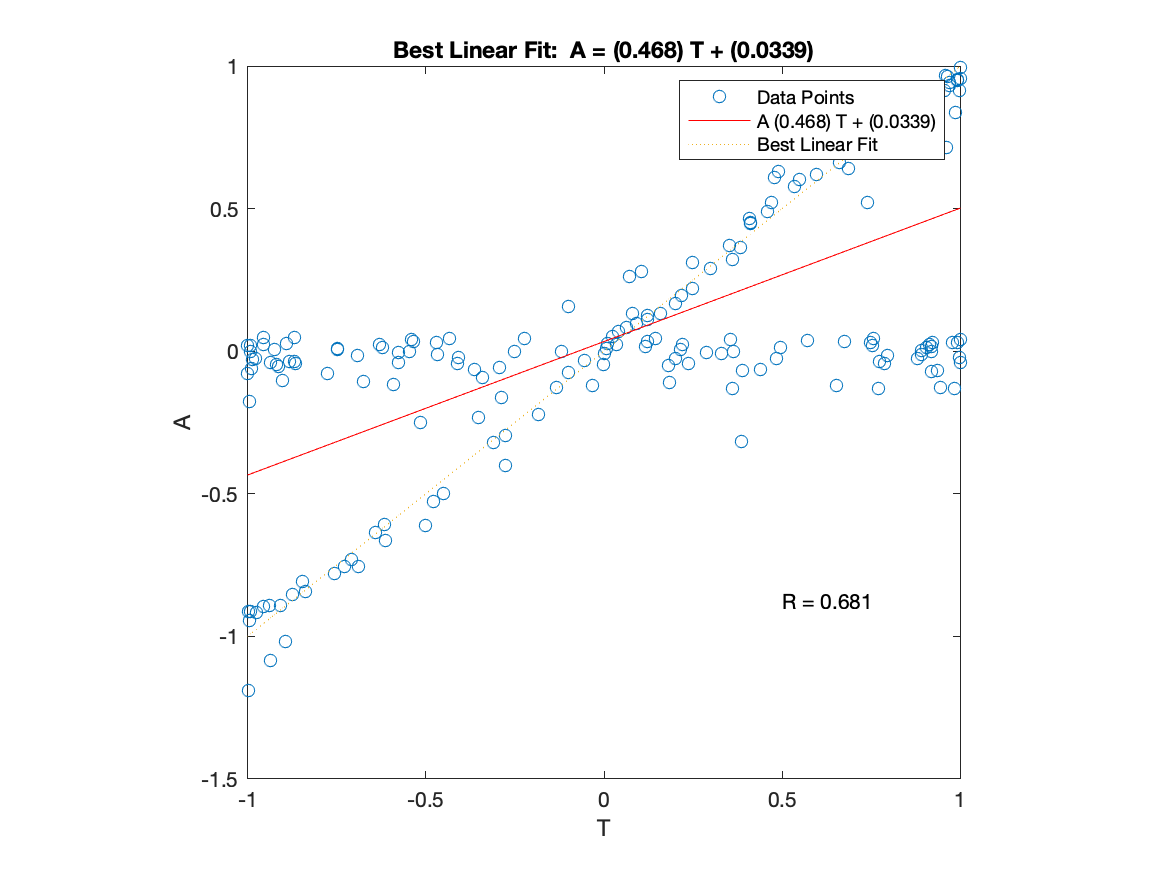 Best Linear Fit:  A = (0.468) T + (0.0339)
1
Data Points
A (0.468) T + (0.0339)
Best Linear Fit
0.5
0
A
-0.5
R = 0.681
-1
-1.5
-1 -0.5 0 0.5 1
T